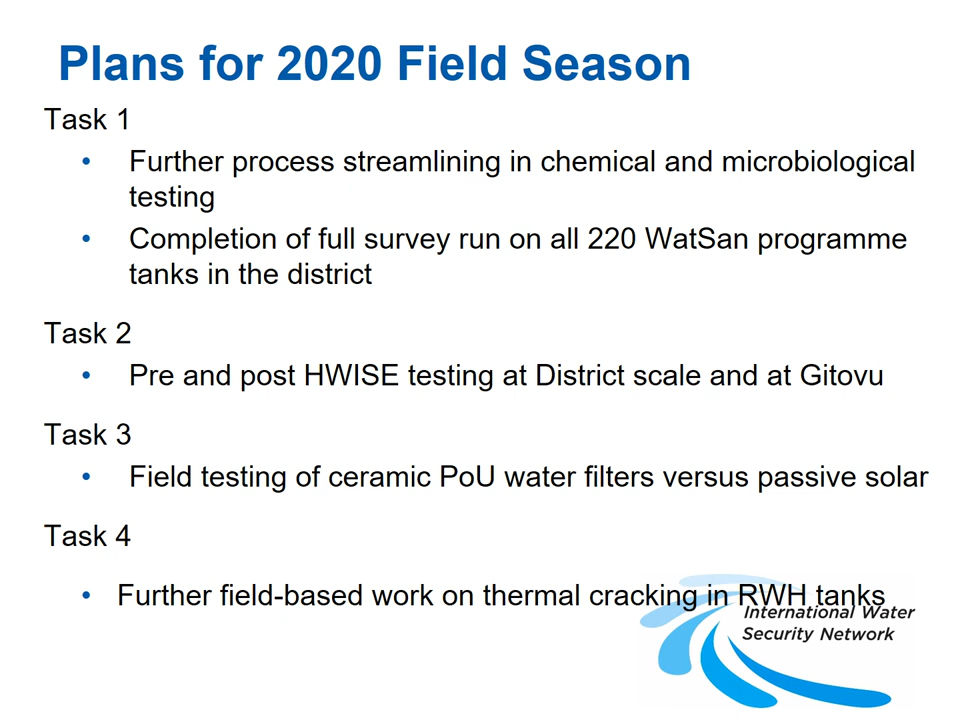 Plans for 2020 Field Season
Task 1
• Further process streamlining in chemical and microbiological
testing
• Completion of full survey run on all 220 WatSan programme
tanks in the district
Task 2
• Pre and post HWISE testing at District scale and at Gitovu
Task 3
• Field testing of ceramic PoU water filters versus passive solar
Task 4
• Further field-based work on thermal cracking in RWH tanks
International Water
Security Network